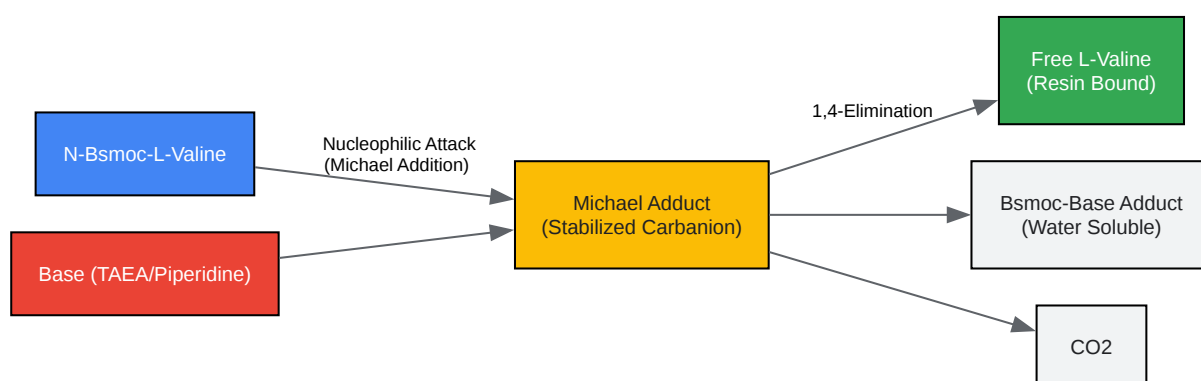 N-Bsmoc-L-Valine
Base (TAEA/Piperidine)
Nucleophilic Attack
(Michael Addition)
Michael Adduct
(Stabilized Carbanion)
1,4-Elimination
Free L-Valine
(Resin Bound)
Bsmoc-Base Adduct
(Water Soluble)
CO2